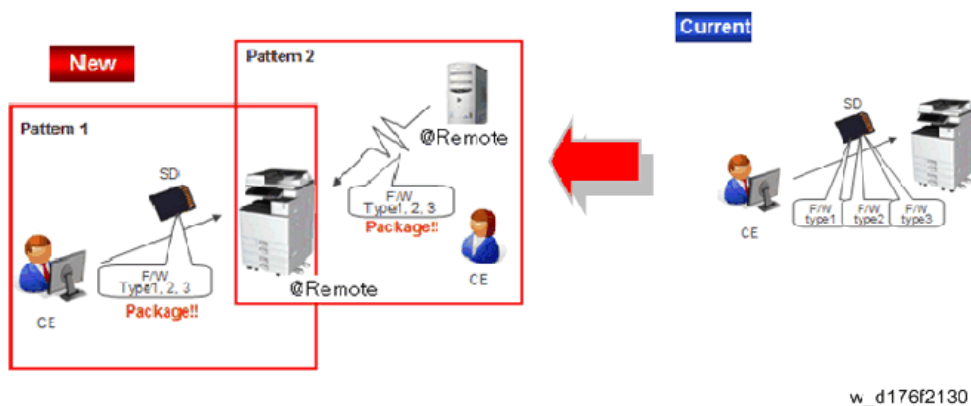 New
Pattern 1
SD
F/W
Type1, 2, 3
Package!!
CE
Pattern 2
@Remote
F/W
Type1, 2, 3
Package!!
CE
@Remote
Current
SD
CE
F/W
type1
F/W
type2
F/W
type3
w_d176f2130